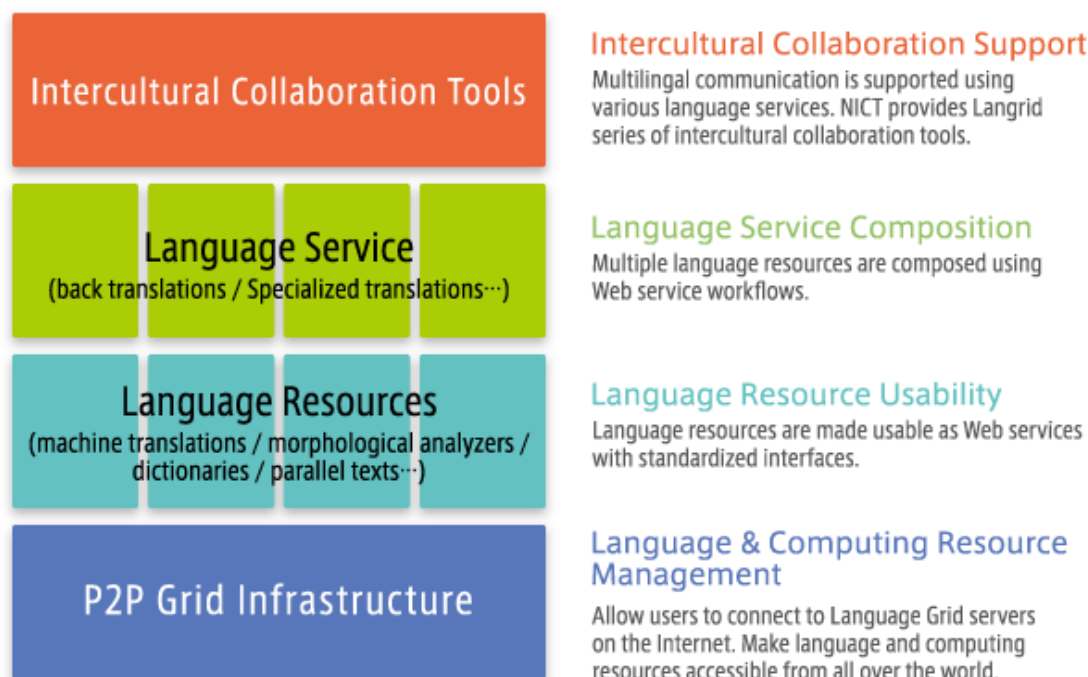 Intercultural Collaboration Tools
Intercultural Collaboration Support
Multilingal communication is supported using
various language services. NICT provides Langrid
series of intercultural collaboration tools.
Language Service
(back translations / Specialized translations…)
Language Service Composition
Multiple language resources are composed using
Web service workflows.
Language Resources
(machine translations / morphological analyzers /
dictionaries / parallel texts…)
Language Resource Usability
Language resources are made usable as Web services
with standardized interfaces.
P2P Grid Infrastructure
Language & Computing Resource
Management
Allow users to connect to Language Grid servers
on the Internet. Make language and computing
resources accessible from all over the world.